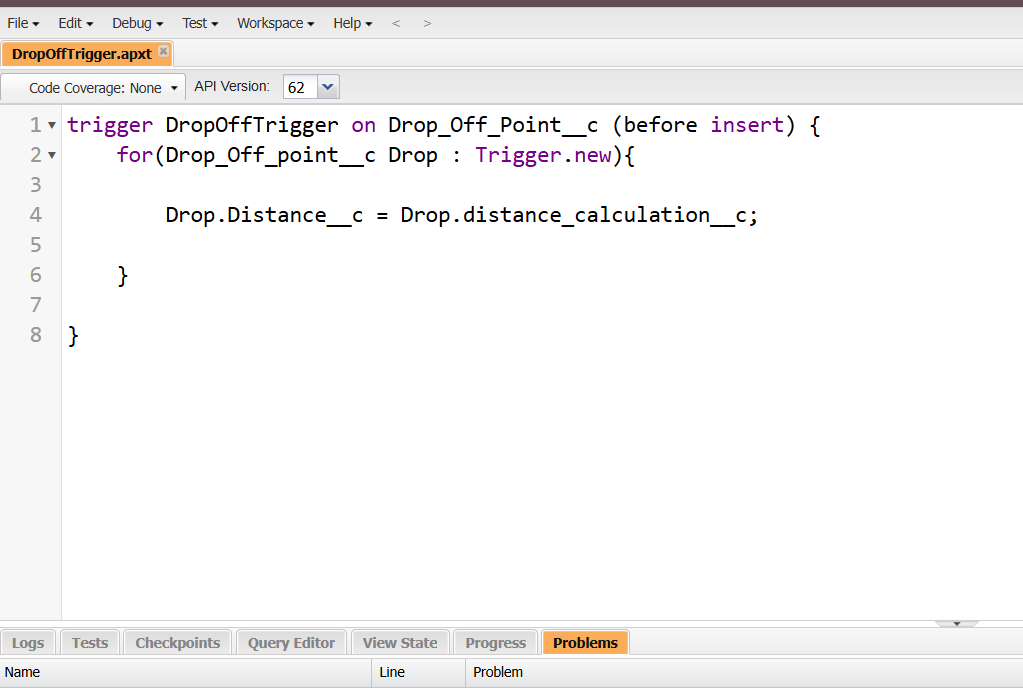 File Edit Debug Test Workspace Help < >
DropOffTrigger.apxt
Code Coverage: None API Version: 62
1 trigger DropOffTrigger on Drop_Off_Point__c (before insert) {
2 for(Drop_Off_point__c Drop : Trigger.new){
3
4 Drop.Distance__c = Drop.distance_calculation__c;
5
6 }
7
8 }
Logs Tests Checkpoints Query Editor View State Progress Problems
Name Line Problem